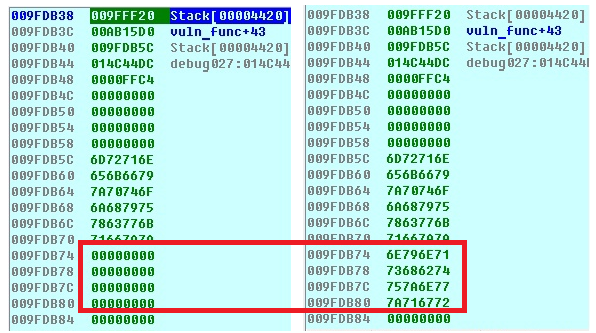 009FDB38 009FFF20 Stack[00004420]
009FDB3C 00AB15D0 vuln_func+43
009FDB40 009FDB5C Stack[00004420]
009FDB44 014C44DC debug027:014C44
009FDB48 0000FFC4
009FDB4C 00000000
009FDB50 00000000
009FDB54 00000000
009FDB58 00000000
009FDB5C 6D72716E
009FDB60 656B6679
009FDB64 7A70746F
009FDB68 6A687975
009FDB6C 7863776B
009FDB70
009FDB74 00000000
009FDB78 00000000
009FDB7C 00000000
009FDB80 00000000
009FDB84 00000000
009FDB38 009FFF20 Stack[00004420]
009FDB3C 00AB15D0 vuln_func+43
009FDB40 009FDB5C Stack[00004420]
009FDB44 014C44DC debug027:014C44
009FDB48 0000FFC4
009FDB4C 00000000
009FDB50 00000000
009FDB54 00000000
009FDB58 00000000
009FDB5C 6D72716E
009FDB60 656B6679
009FDB64 7A70746F
009FDB68 6A687975
009FDB6C 7863776B
009FDB70
009FDB74 6E796E71
009FDB78 73686274
009FDB7C 757A6E77
009FDB80 7A716772
009FDB84 00000000